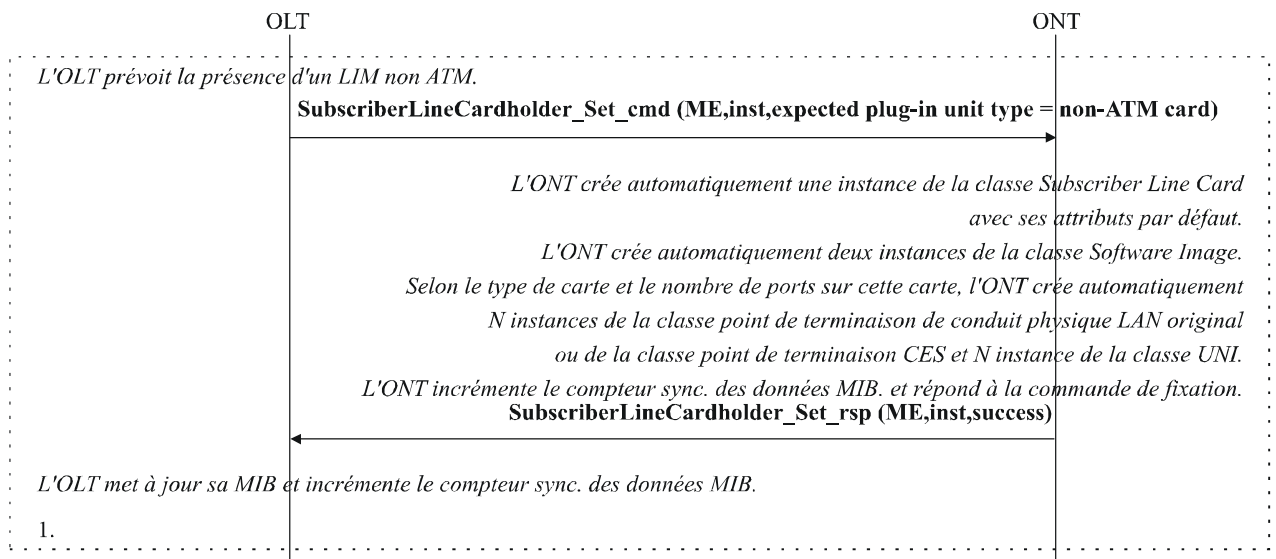 OLT ONT
L'OLT prévoit la présence d'un LIM non ATM.
SubscriberLineCardholder_Set_cmd (ME,inst,expected plug-in unit type = non-ATM card)
L'ONT crée automatiquement une instance de la classe Subscriber Line Card
avec ses attributs par défaut.
L'ONT crée automatiquement deux instances de la classe Software Image.
Selon le type de carte et le nombre de ports sur cette carte, l'ONT crée automatiquement
N instances de la classe point de terminaison de conduit physique LAN original
ou de la classe point de terminaison CES et N instance de la classe UNI.
L'ONT incrémente le compteur sync. des données MIB. et répond à la commande de fixation.
SubscriberLineCardholder_Set_rsp (ME,inst,success)
L'OLT met à jour sa MIB et incrémente le compteur sync. des données MIB.
1.